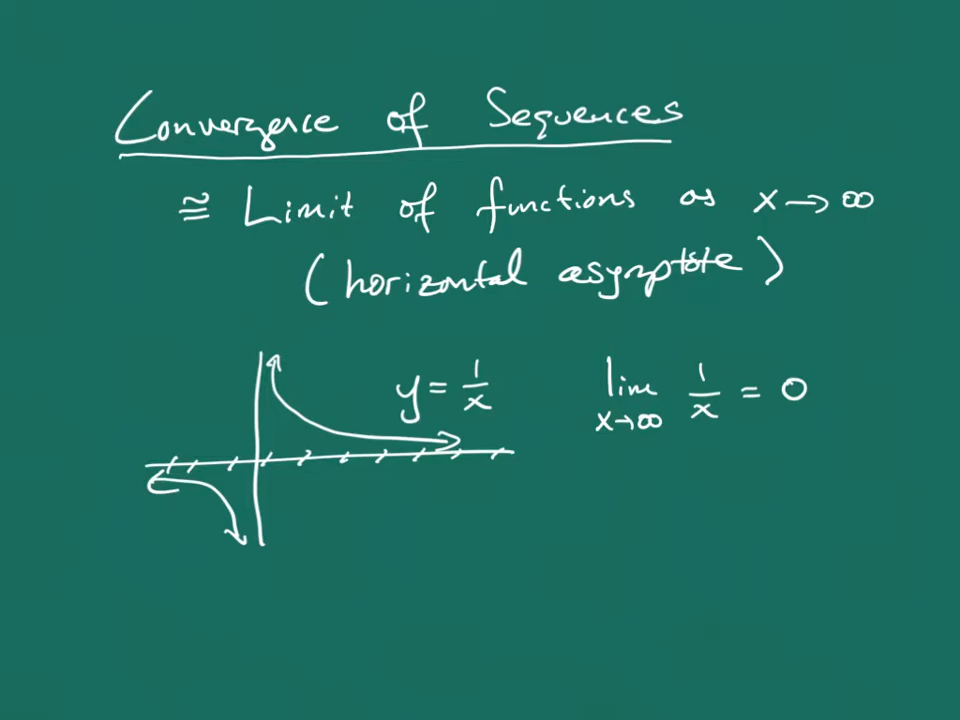 Convergence of Sequences
≅ Limit of functions as x → ∞
(horizontal asymptote)
y = 1/x
lim x→∞ 1/x = 0